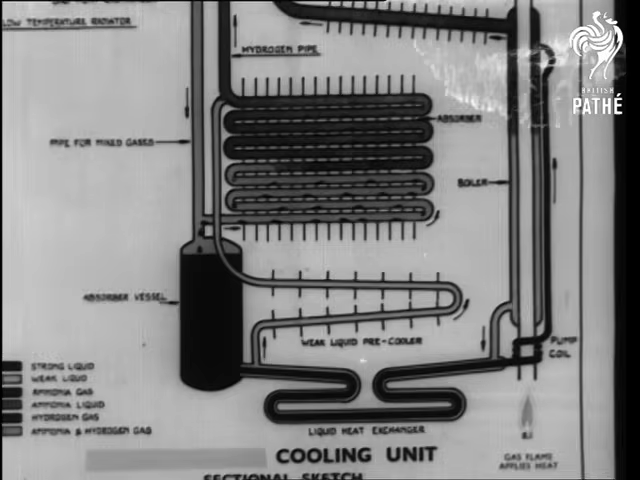 LOW TEMPERATURE RADIATOR
HYDROGEN PIPE
BRITISH
PATHÉ
ABSORBER
PIPE FOR MIXED GASES
BOILER
ABSORBER VESSEL
WEAK LIQUID PRE-COOLER
PUMP
COIL
STRONG LIQUID
WEAK LIQUID
AMMONIA GAS
AMMONIA LIQUID
HYDROGEN GAS
AMMONIA & HYDROGEN GAS
LIQUID HEAT EXCHANGER
COOLING UNIT
GAS FLAME
APPLIES HEAT
SECTIONAL SKETCH